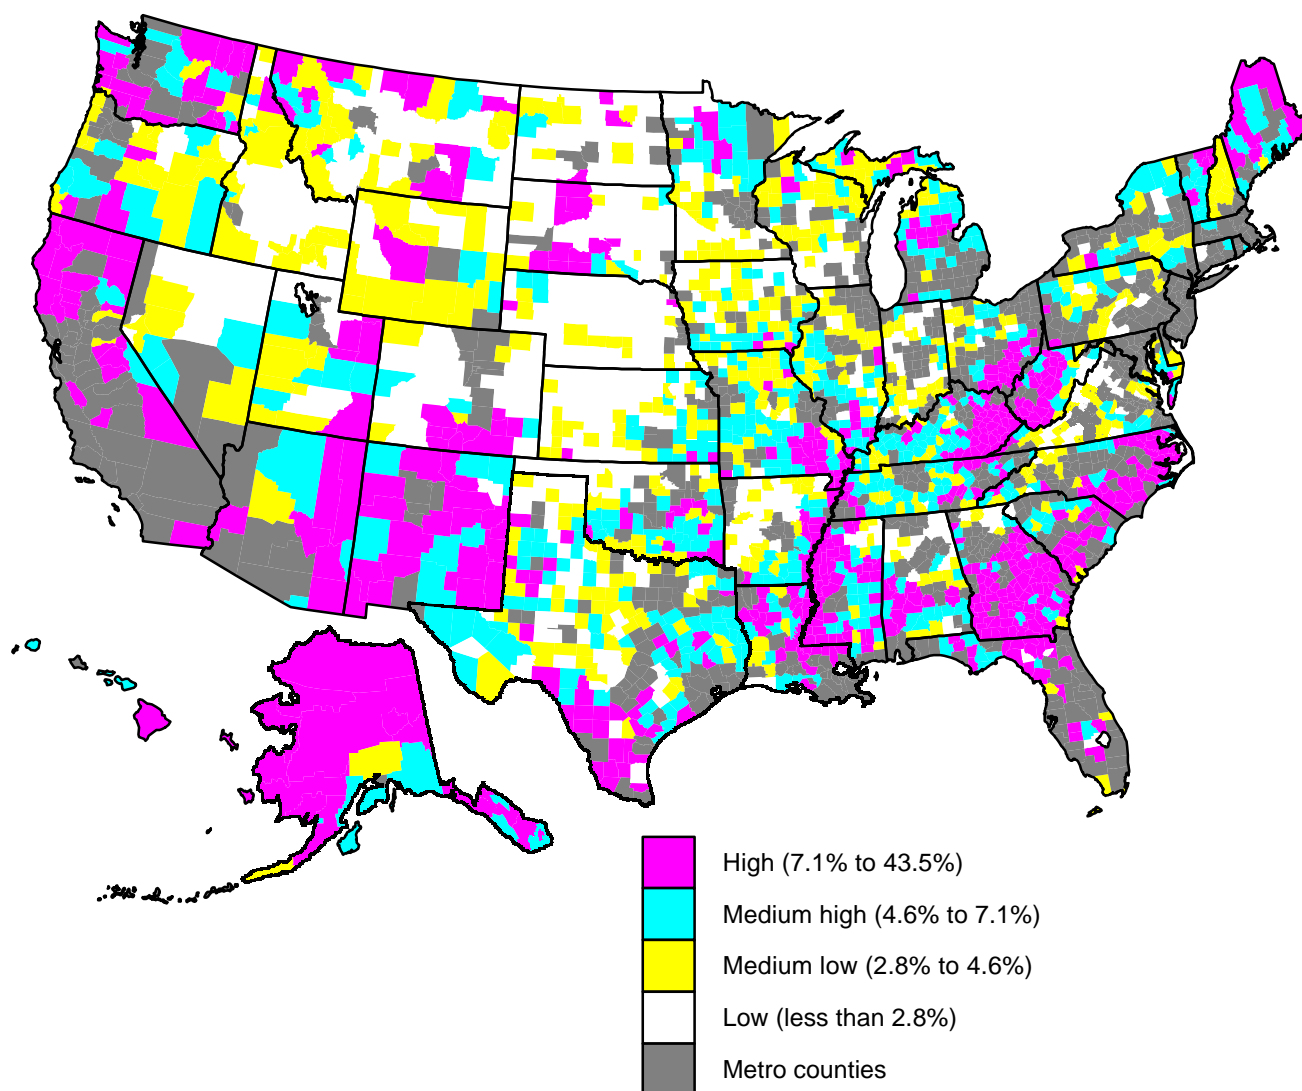 High (7.1% to 43.5%)
Medium high (4.6% to 7.1%)
Medium low (2.8% to 4.6%)
Low (less than 2.8%)
Metro counties